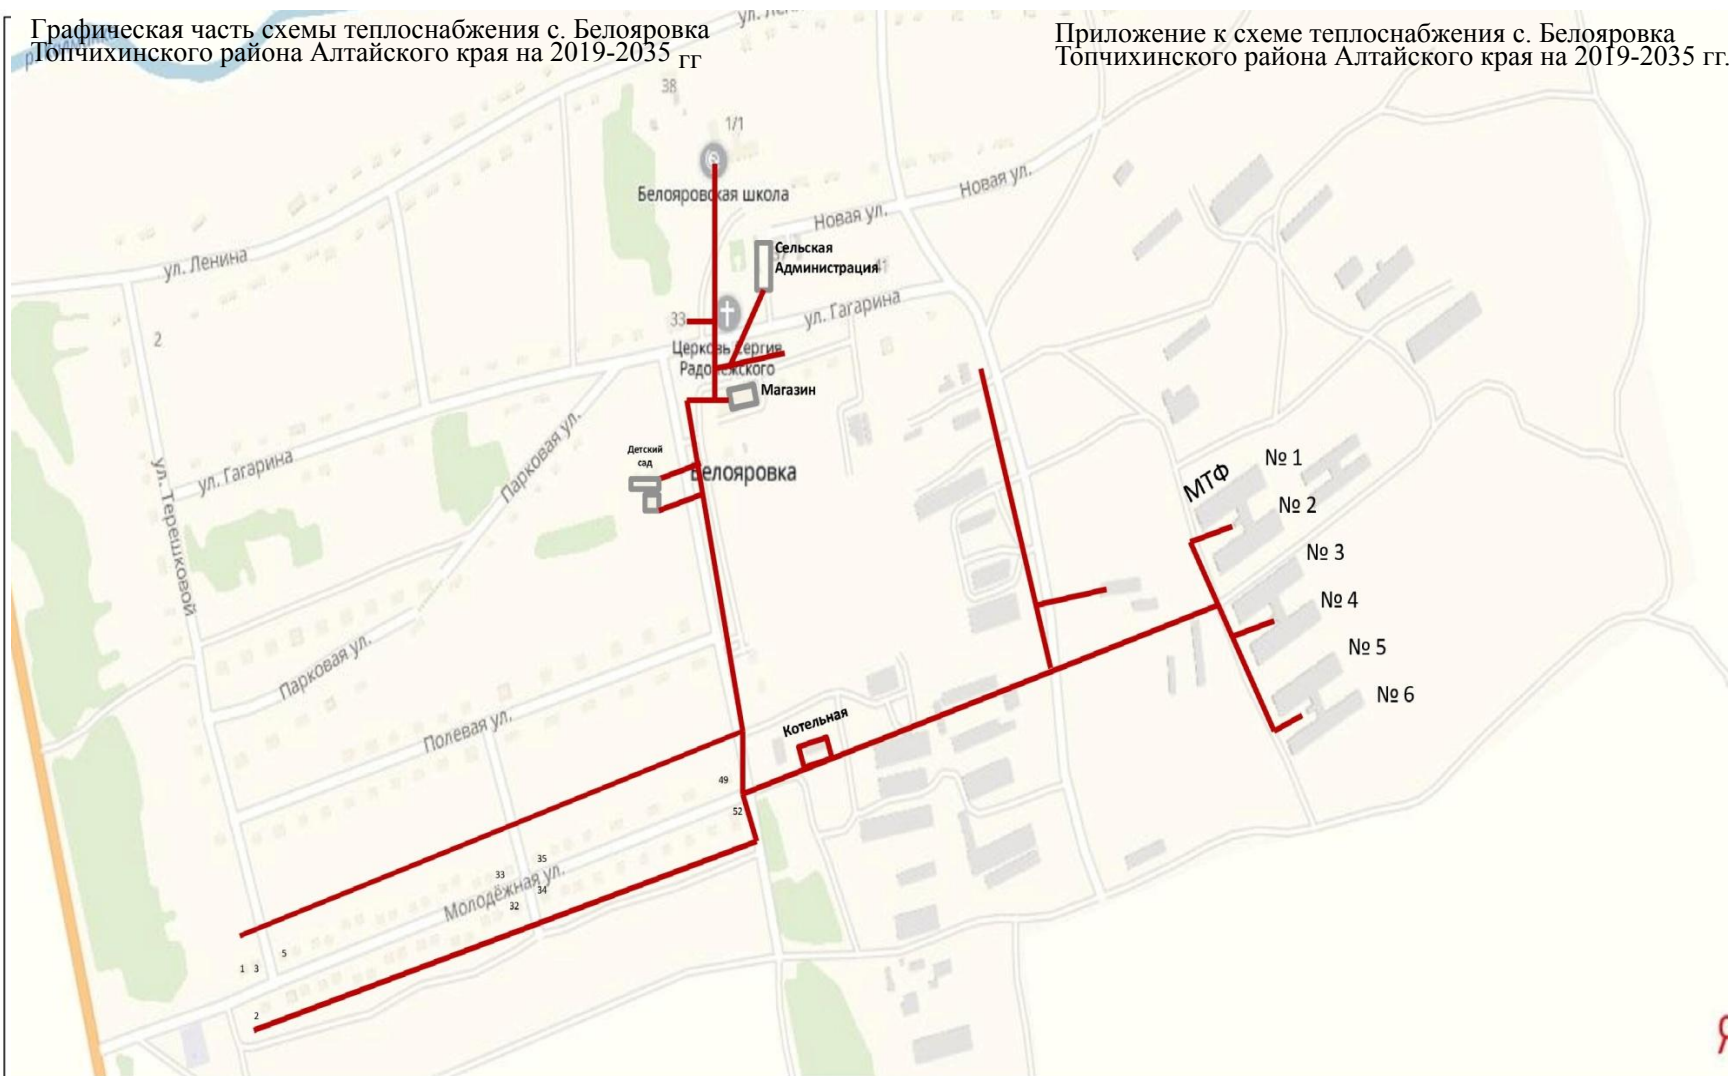 Графическая часть схемы теплоснабжения с. Белояровка
Топчихинского района Алтайского края на 2019-2035 гг
Приложение к схеме теплоснабжения с. Белояровка
Топчихинского района Алтайского края на 2019-2035 гг.
38
1/1
Белояровская школа
Новая ул.
Новая ул.
ул. Ленина
Сельская
Администрация
37
41
ул. Гагарина
33
2
Церковь Сергия
Радонежского
Магазин
Парковая ул.
Детский
сад
Белояровка
ул. Гагарина
ул. Терешковой
МТФ
№ 1
№ 2
№ 3
№ 4
№ 5
№ 6
Парковая ул.
Полевая ул.
Котельная
49
52
35
33
34
32
Молодёжная ул.
5
1 3
2